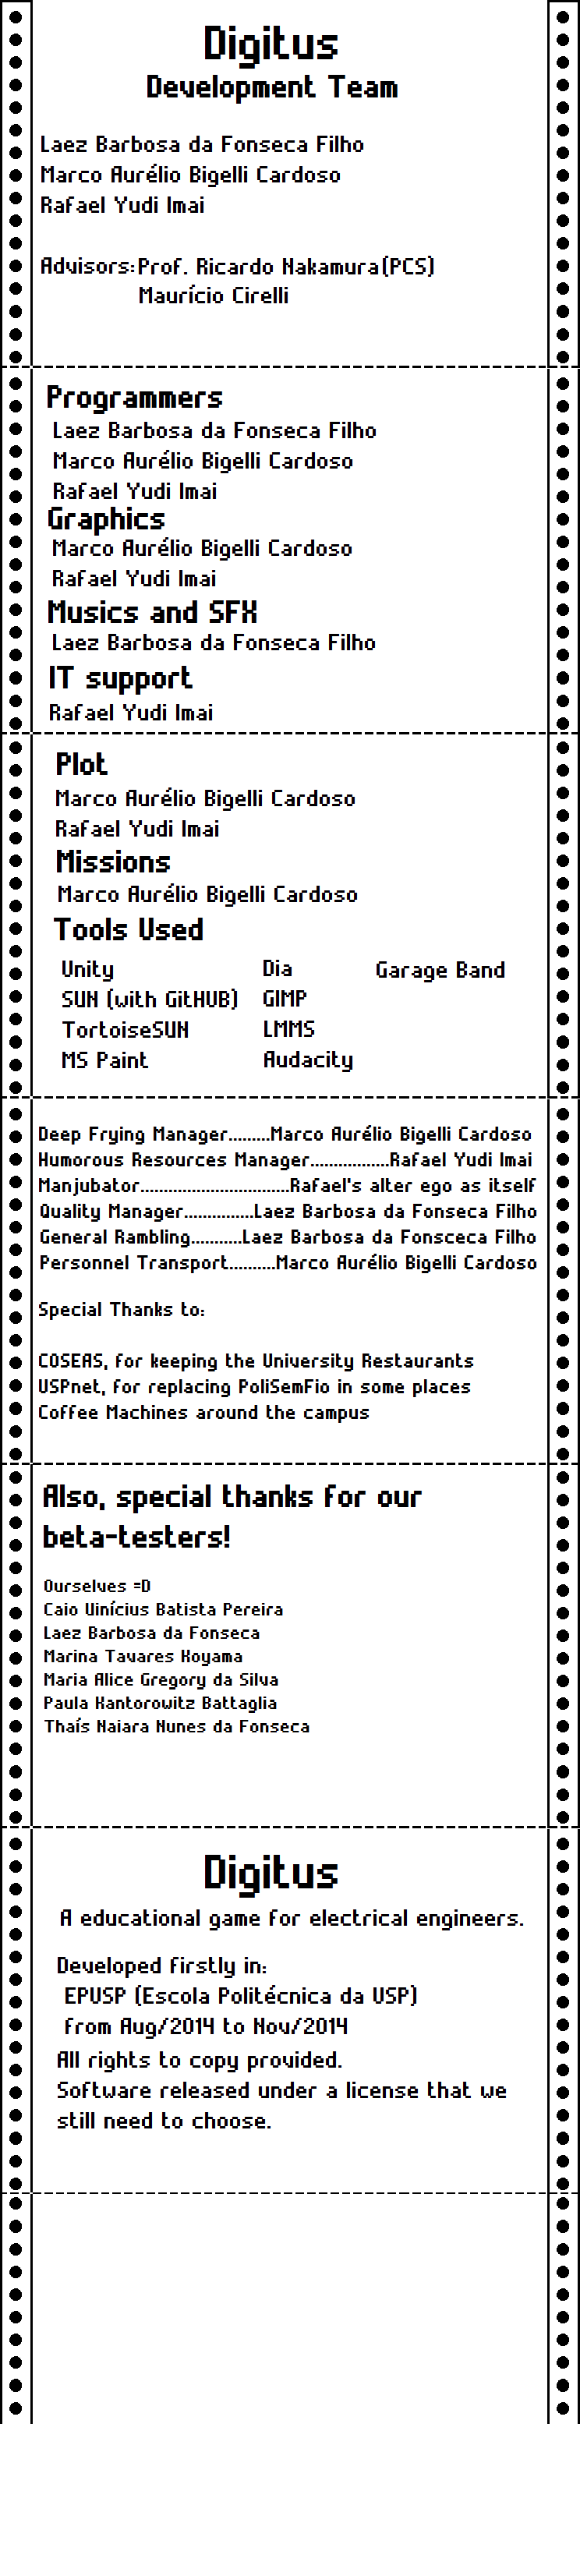 Digitus
Development Team
Laez Barbosa da Fonseca Filho
Marco Aurélio Bigelli Cardoso
Rafael Yudi Imai
Advisors: Prof. Ricardo Nakamura(PCS)
Maurício Cirelli
Programmers
Laez Barbosa da Fonseca Filho
Marco Aurélio Bigelli Cardoso
Rafael Yudi Imai
Graphics
Marco Aurélio Bigelli Cardoso
Rafael Yudi Imai
Musics and SFX
Laez Barbosa da Fonseca Filho
IT support
Rafael Yudi Imai
Plot
Marco Aurélio Bigelli Cardoso
Rafael Yudi Imai
Missions
Marco Aurélio Bigelli Cardoso
Tools Used
Unity Dia Garage Band
SVN (with GitHUB) GIMP
TortoiseSVN LMMS
MS Paint Audacity
Deep Frying Manager.........Marco Aurélio Bigelli Cardoso
Humorous Resources Manager.................Rafael Yudi Imai
Manjubator................................Rafael's alter ego as itself
Quality Manager...............Laez Barbosa da Fonseca Filho
General Rambling...........Laez Barbosa da Fonsceca Filho
Personnel Transport..........Marco Aurélio Bigelli Cardoso
Special Thanks to:
COSEAS, for keeping the University Restaurants
USPnet, for replacing PoliSemFio in some places
Coffee Machines around the campus
Also, special thanks for our
beta-testers!
Ourselves =D
Caio Vinícius Batista Pereira
Laez Barbosa da Fonseca
Marina Tavares Koyama
Maria Alice Gregory da Silva
Paula Kantorowitz Battaglia
Thaís Naiara Nunes da Fonseca
Digitus
A educational game for electrical engineers.
Developed firstly in:
EPUSP (Escola Politécnica da USP)
from Aug/2014 to Nov/2014
All rights to copy provided.
Software released under a license that we
still need to choose.